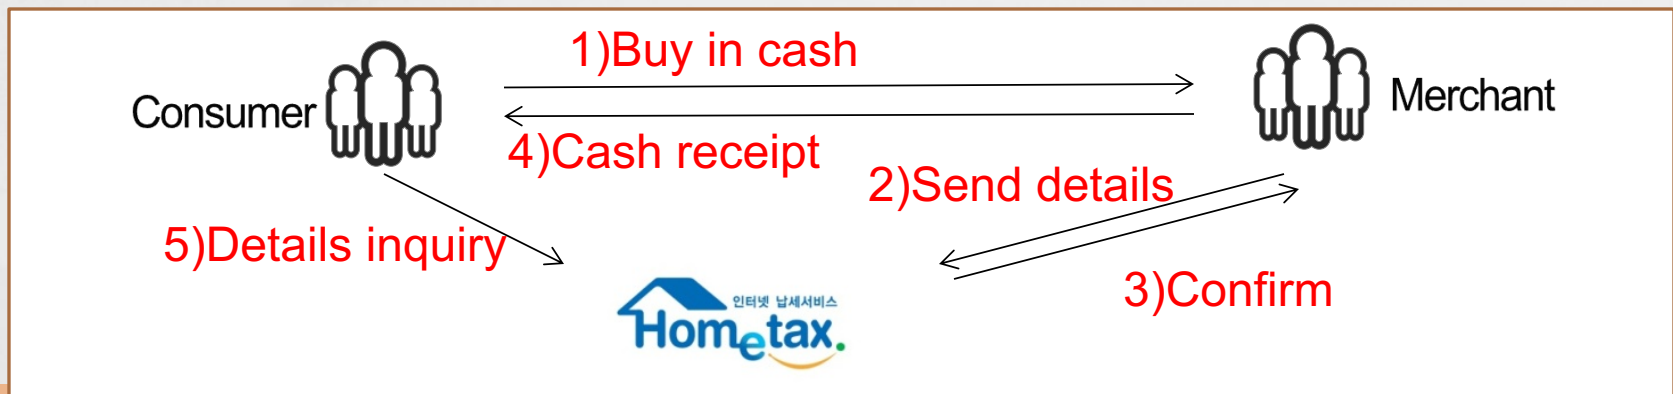 1)Buy in cash
Consumer
Merchant
4)Cash receipt
2)Send details
5)Details inquiry
3)Confirm
인터넷 납세서비스
Hometax.